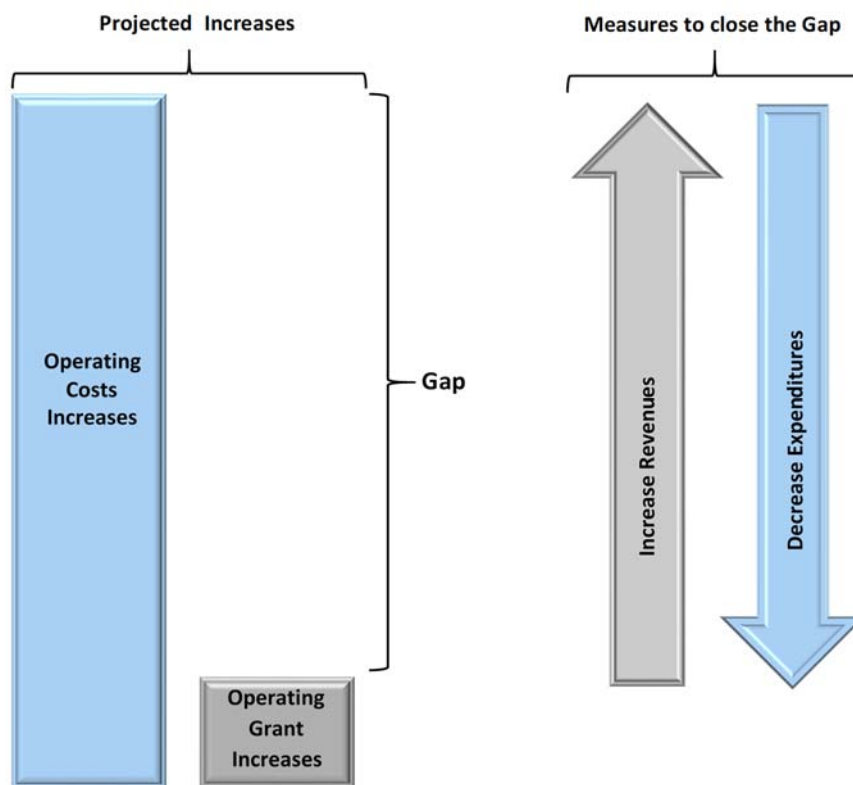 Projected Increases
Measures to close the Gap
Operating
Costs
Increases
Gap
Operating
Grant
Increases
Increase Revenues
Decrease Expenditures